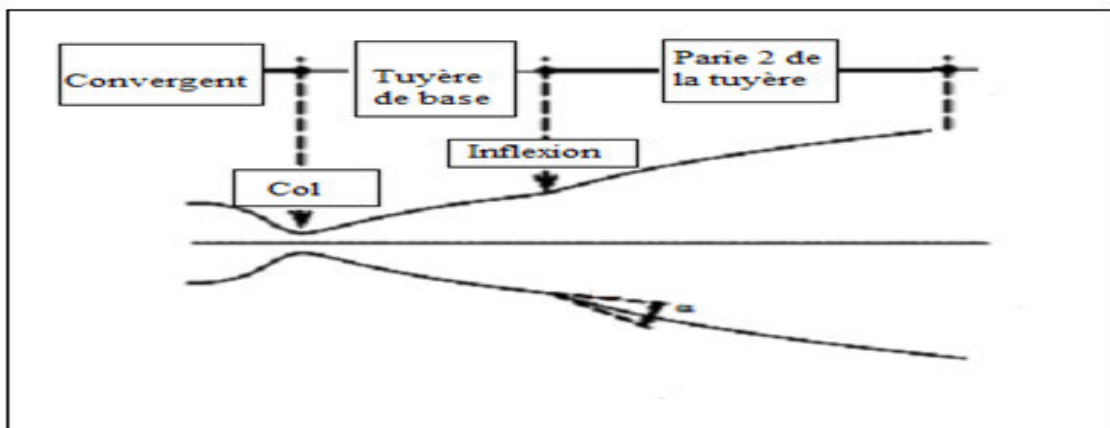 Convergent
Tuyère
de base
Parie 2 de
la tuyère
Inflexion
Col
α